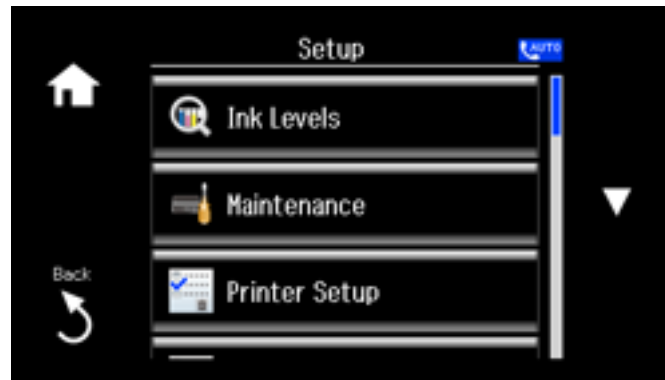 Setup
AUTO
Ink Levels
Maintenance
Printer Setup
Back